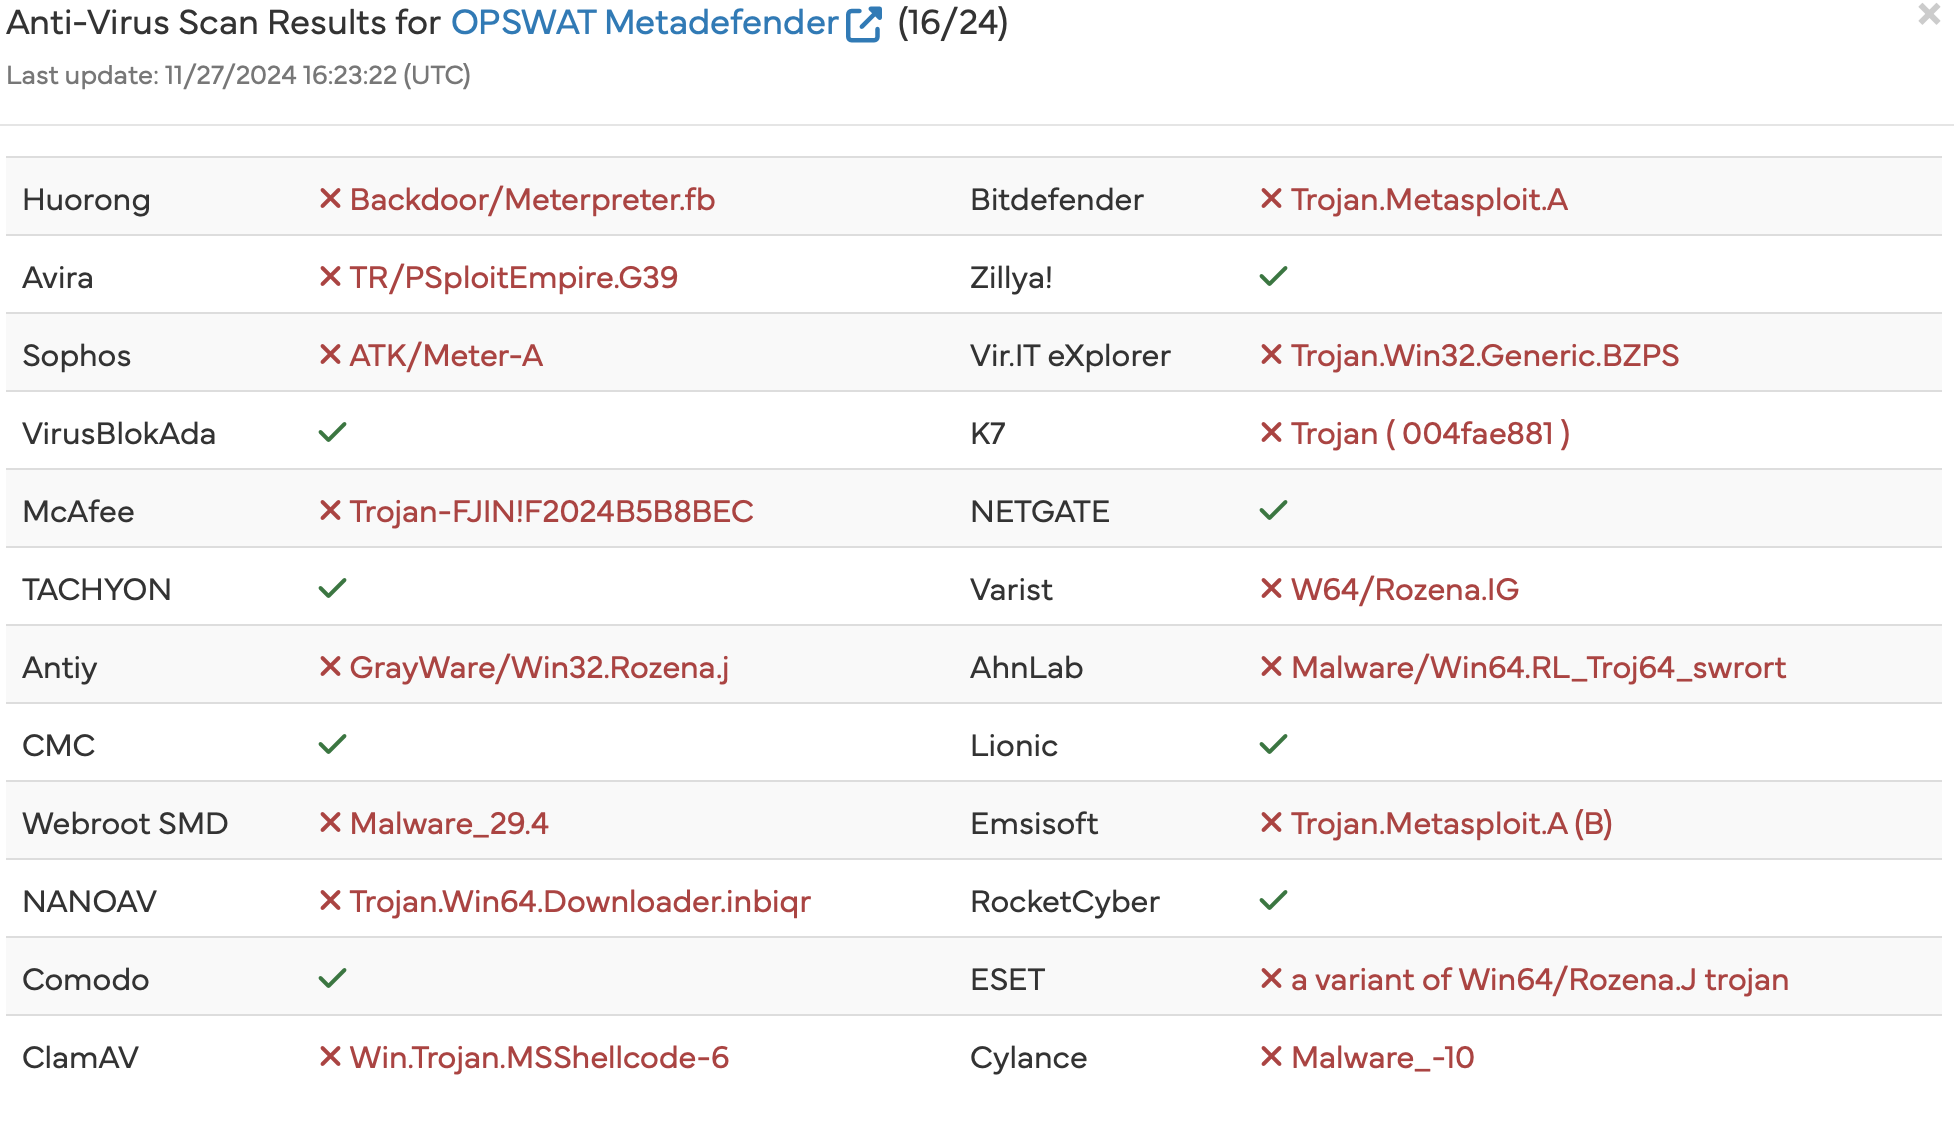 Anti-Virus Scan Results for OPSWAT Metadefender (16/24)
Last update: 11/27/2024 16:23:22 (UTC)
Huorong ✕ Backdoor/Meterpreter.fb Bitdefender ✕ Trojan.Metasploit.A
Avira ✕ TR/PSploitEmpire.G39 Zillya! ✓
Sophos ✕ ATK/Meter-A Vir.IT eXplorer ✕ Trojan.Win32.Generic.BZPS
VirusBlokAda ✓ K7 ✕ Trojan ( 004fae881 )
McAfee ✕ Trojan-FJIN!F2024B5B8BEC NETGATE ✓
TACHYON ✓ Varist ✕ W64/Rozena.IG
Antiy ✕ GrayWare/Win32.Rozena.j AhnLab ✕ Malware/Win64.RL_Troj64_swrort
CMC ✓ Lionic ✓
Webroot SMD ✕ Malware_29.4 Emsisoft ✕ Trojan.Metasploit.A (B)
NANOAV ✕ Trojan.Win64.Downloader.inbiqr RocketCyber ✓
Comodo ✓ ESET ✕ a variant of Win64/Rozena.J trojan
ClamAV ✕ Win.Trojan.MSShellcode-6 Cylance ✕ Malware_-10